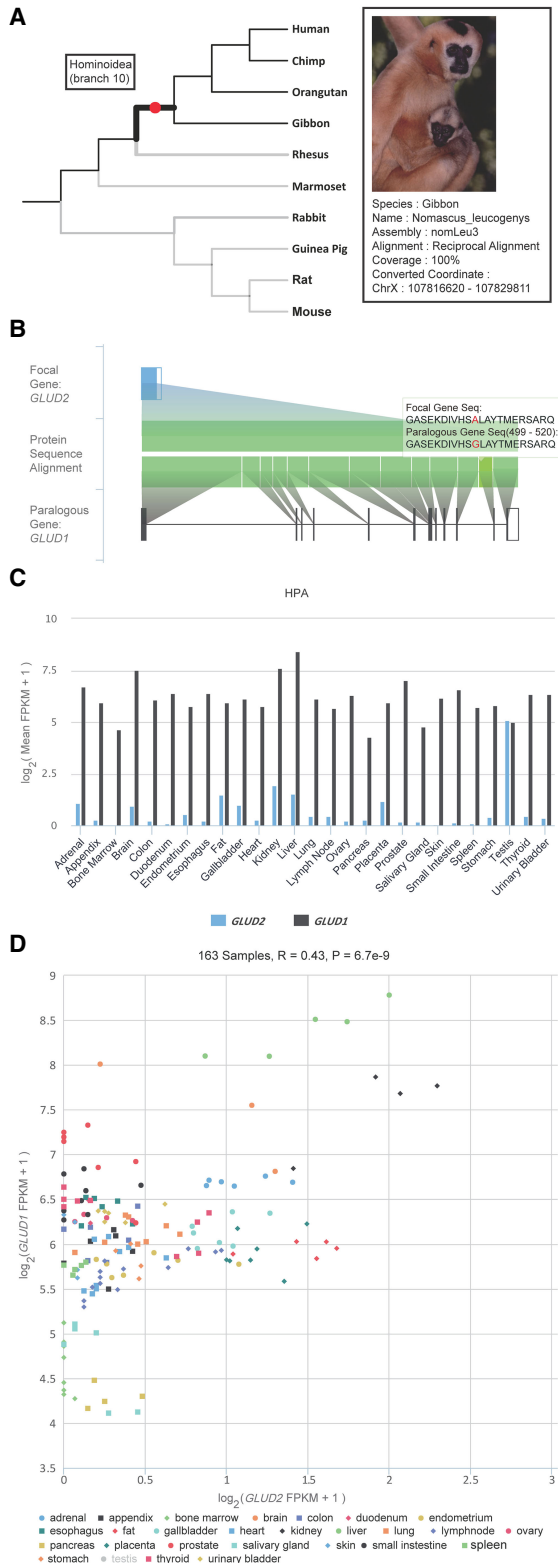 A
Hominoidea
(branch 10)
Human
Chimp
Orangutan
Gibbon
Rhesus
Marmoset
Rabbit
Guinea Pig
Rat
Mouse
Species : Gibbon
Name : Nomascus_leucogenys
Assembly : nomLeu3
Alignment : Reciprocal Alignment
Coverage : 100%
Converted Coordinate :
ChrX : 107816620 - 107829811
B
Focal
Gene:
GLUD2
Protein
Sequence
Alignment
Paralogous
Gene:
GLUD1
Focal Gene Seq:
GASEKDIVHSALAYTMERSARQ
Paralogous Gene Seq(499 - 520):
GASEKDIVHSGLAYTMERSARQ
C
HPA
log2( Mean FPKM + 1 )
10
7.5
5
2.5
0
Adrenal
Appendix
Bone Marrow
Brain
Colon
Duodenum
Endometrium
Esophagus
Fat
Gallbladder
Heart
Kidney
Liver
Lung
Lymph Node
Ovary
Pancreas
Placenta
Prostate
Salivary Gland
Skin
Small Intestine
Spleen
Stomach
Testis
Thyroid
Urinary Bladder
GLUD2 GLUD1
D
163 Samples, R = 0.43, P = 6.7e-9
log2(GLUD1 FPKM + 1)
9
8.5
8
7.5
7
6.5
6
5.5
5
4.5
4
3.5
0 0.5 1 1.5 2 2.5 3
log2(GLUD2 FPKM + 1)
adrenal appendix bone marrow brain colon duodenum endometrium
esophagus fat gallbladder heart kidney liver lung lymphnode ovary
pancreas placenta prostate salivary gland skin small instestine spleen
stomach testis thyroid urinary bladder